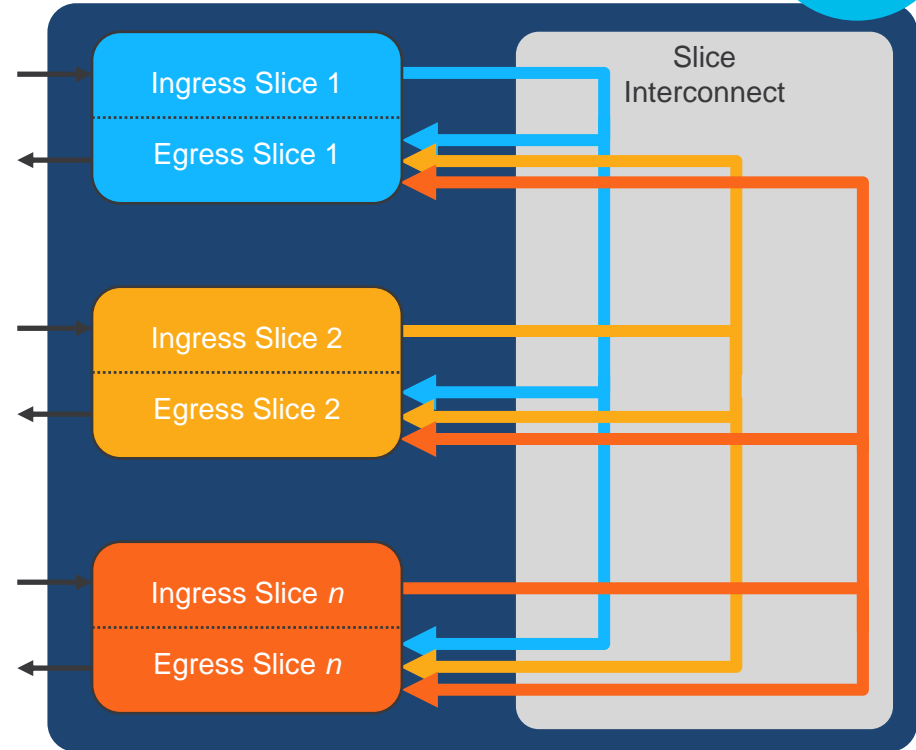 Slice
Interconnect
Ingress Slice 1
Egress Slice 1
Ingress Slice 2
Egress Slice 2
Ingress Slice n
Egress Slice n